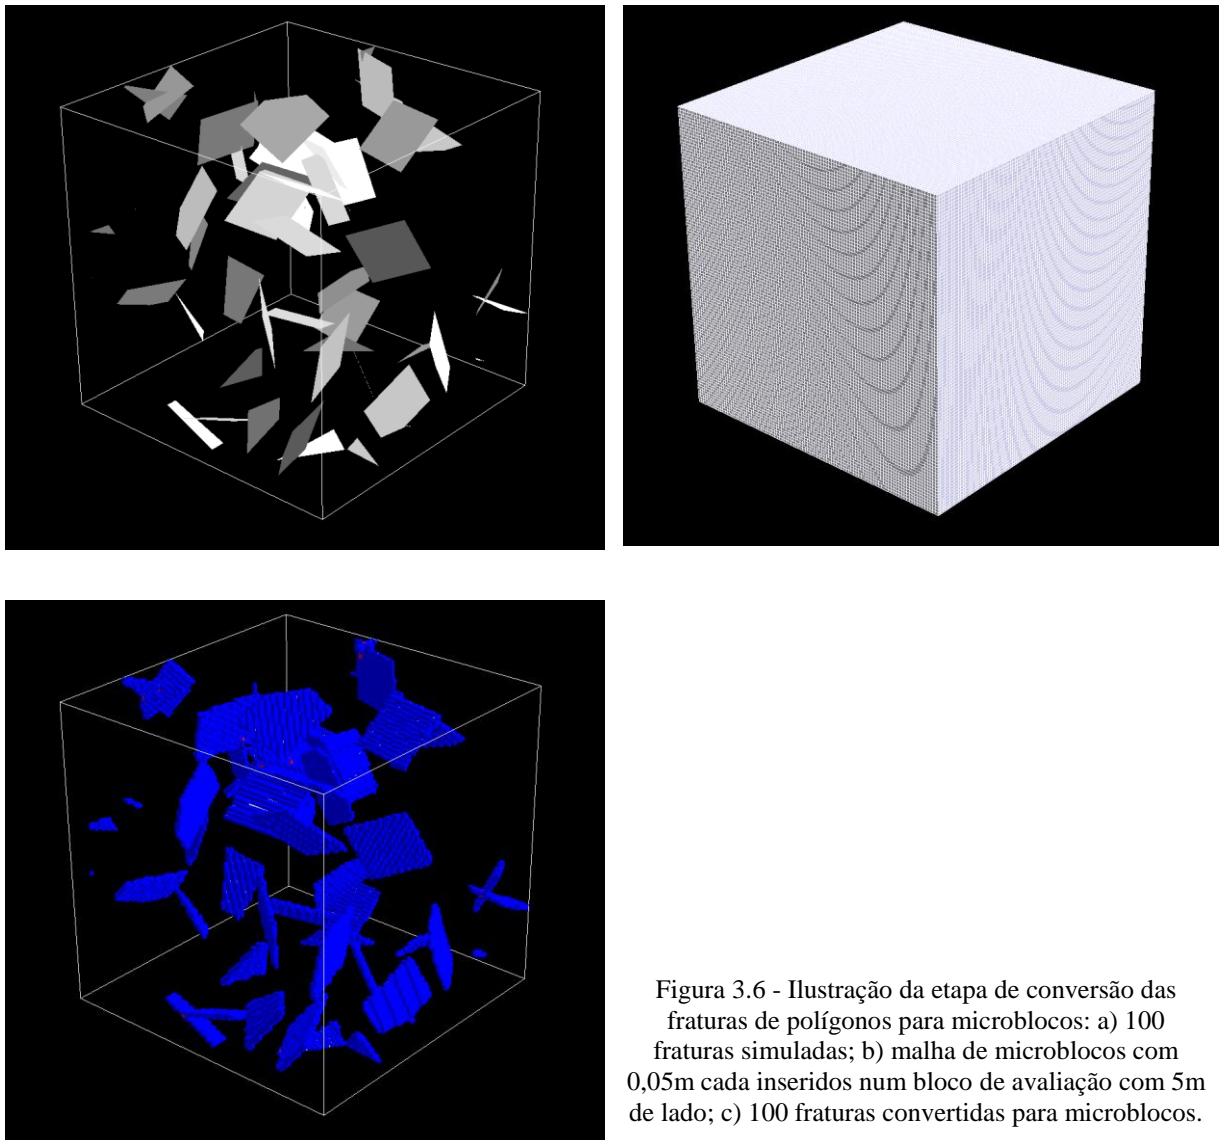 Figura 3.6 - Ilustração da etapa de conversão das
fraturas de polígonos para microblocos: a) 100
fraturas simuladas; b) malha de microblocos com
0,05m cada inseridos num bloco de avaliação com 5m
de lado; c) 100 fraturas convertidas para microblocos.